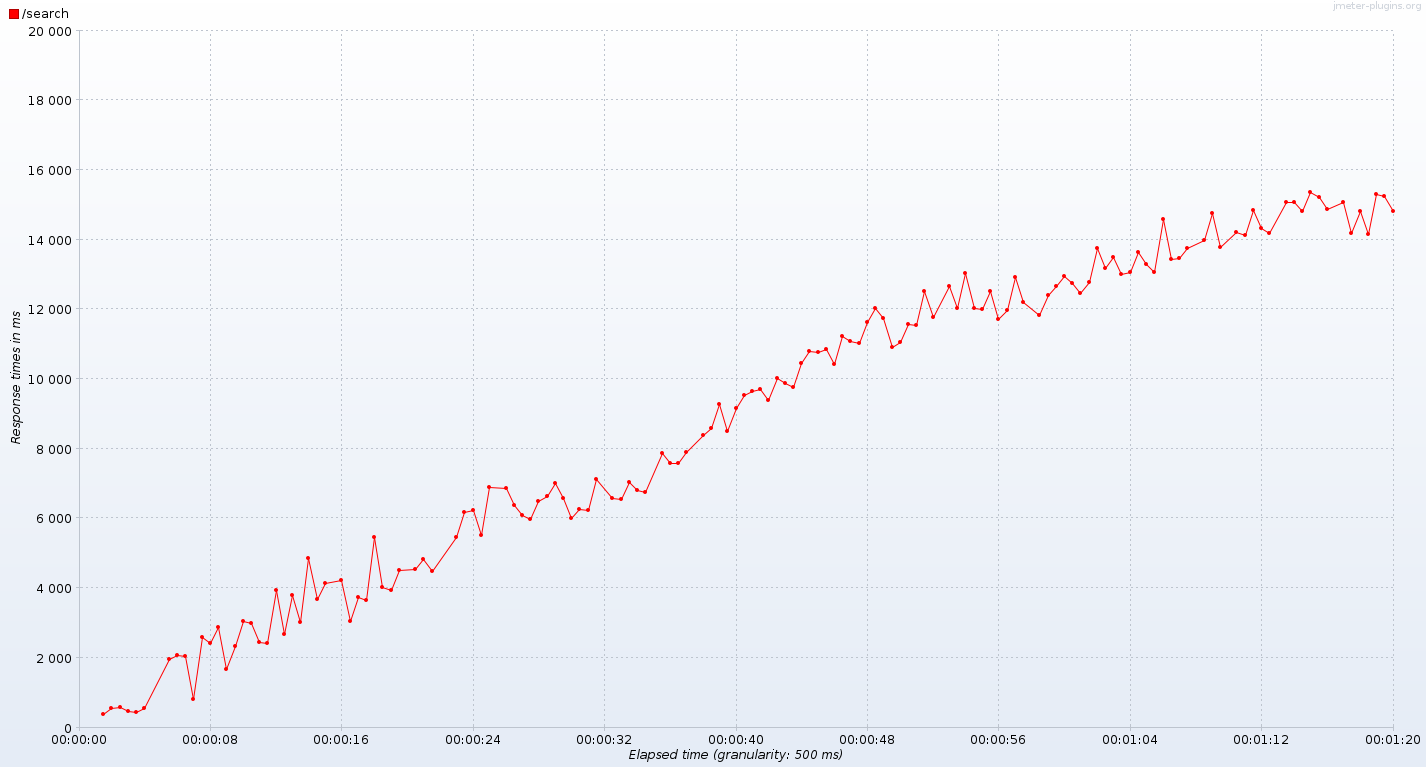 /search
jmeter-plugins.org
20 000
18 000
16 000
14 000
12 000
10 000
8 000
6 000
4 000
2 000
0
Response times in ms
00:00:00 00:00:08 00:00:16 00:00:24 00:00:32 00:00:40 00:00:48 00:00:56 00:01:04 00:01:12 00:01:20
Elapsed time (granularity: 500 ms)